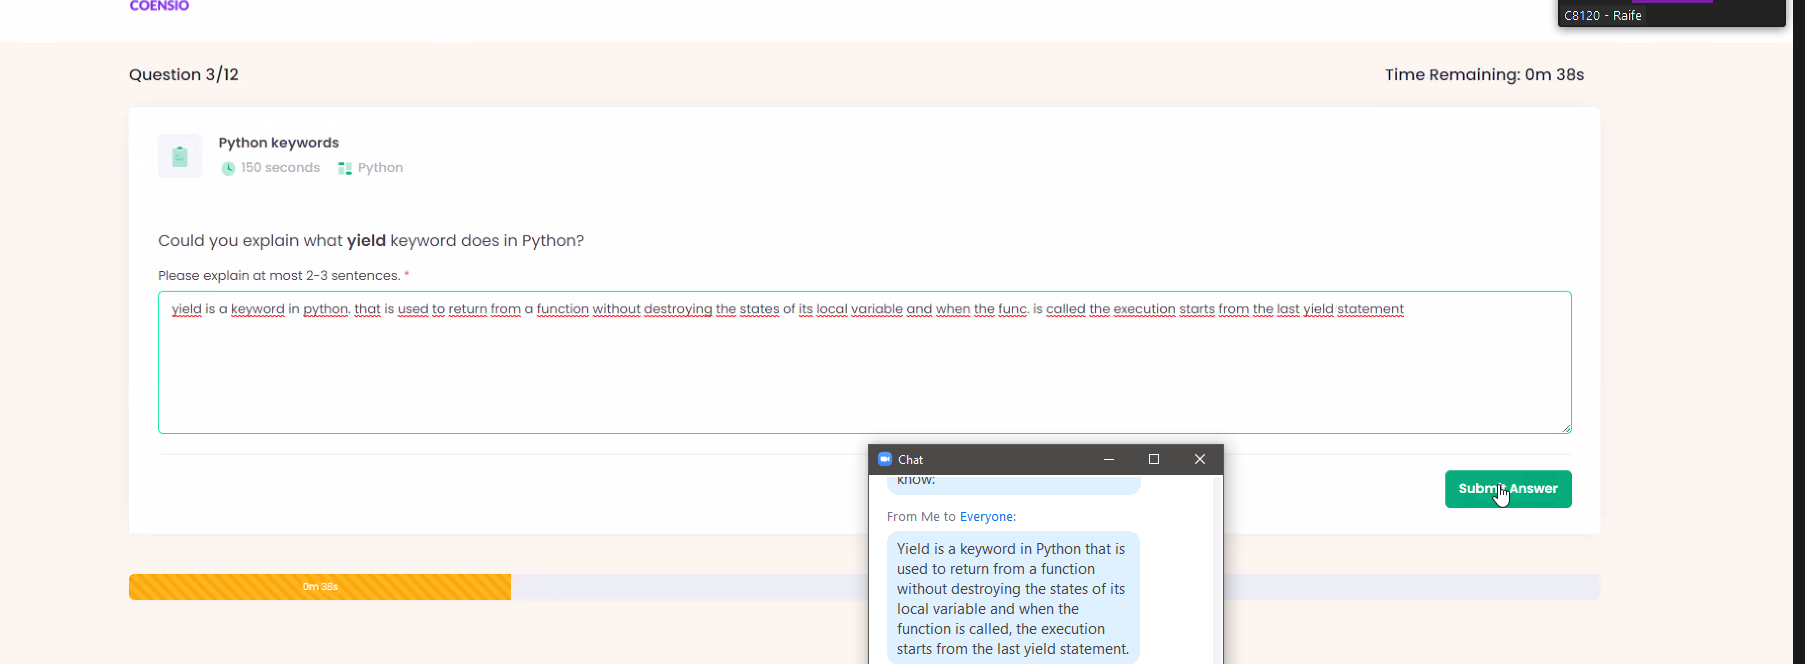 COENSIO
C8120 - Raife
Question 3/12
Time Remaining: 0m 38s
Python keywords
150 seconds
Python
Could you explain what yield keyword does in Python?
Please explain at most 2-3 sentences. *
yield is a keyword in python. that is used to return from a function without destroying the states of its local variable and when the func. is called the execution starts from the last yield statement
Submit Answer
0m 38s
Chat
know:
From Me to Everyone:
Yield is a keyword in Python that is
used to return from a function
without destroying the states of its
local variable and when the
function is called, the execution
starts from the last yield statement.